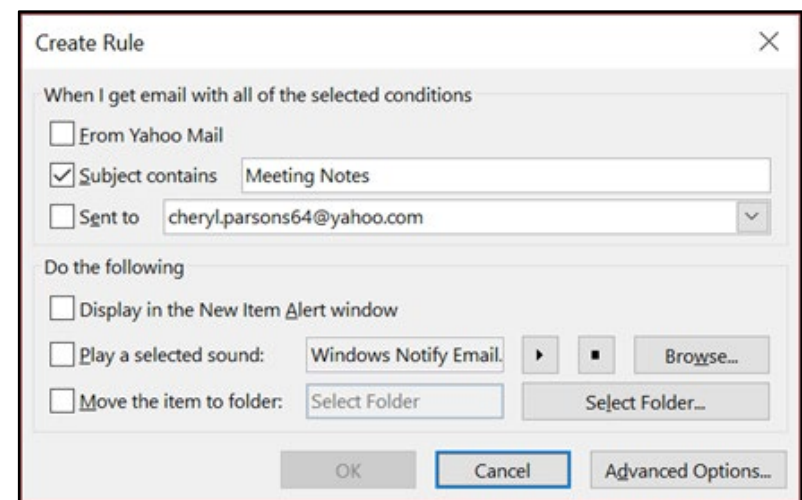 Create Rule
When I get email with all of the selected conditions
From Yahoo Mail
Subject contains Meeting Notes
Sent to cheryl.parsons64@yahoo.com
Do the following
Display in the New Item Alert window
Play a selected sound: Windows Notify Email. Browse...
Move the item to folder: Select Folder Select Folder...
OK Cancel Advanced Options...